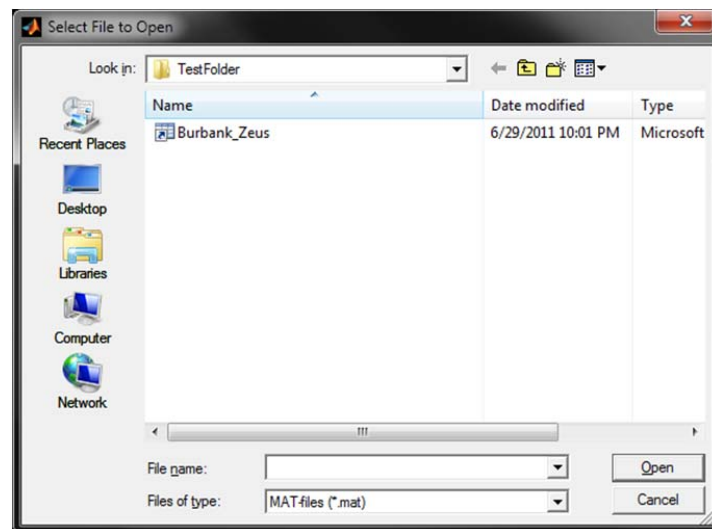 Select File to Open
Look in: TestFolder
Name Date modified Type
Burbank_Zeus 6/29/2011 10:01 PM Microsoft
Recent Places
Desktop
Libraries
Computer
Network
File name: Open
Files of type: MAT-files (*.mat) Cancel